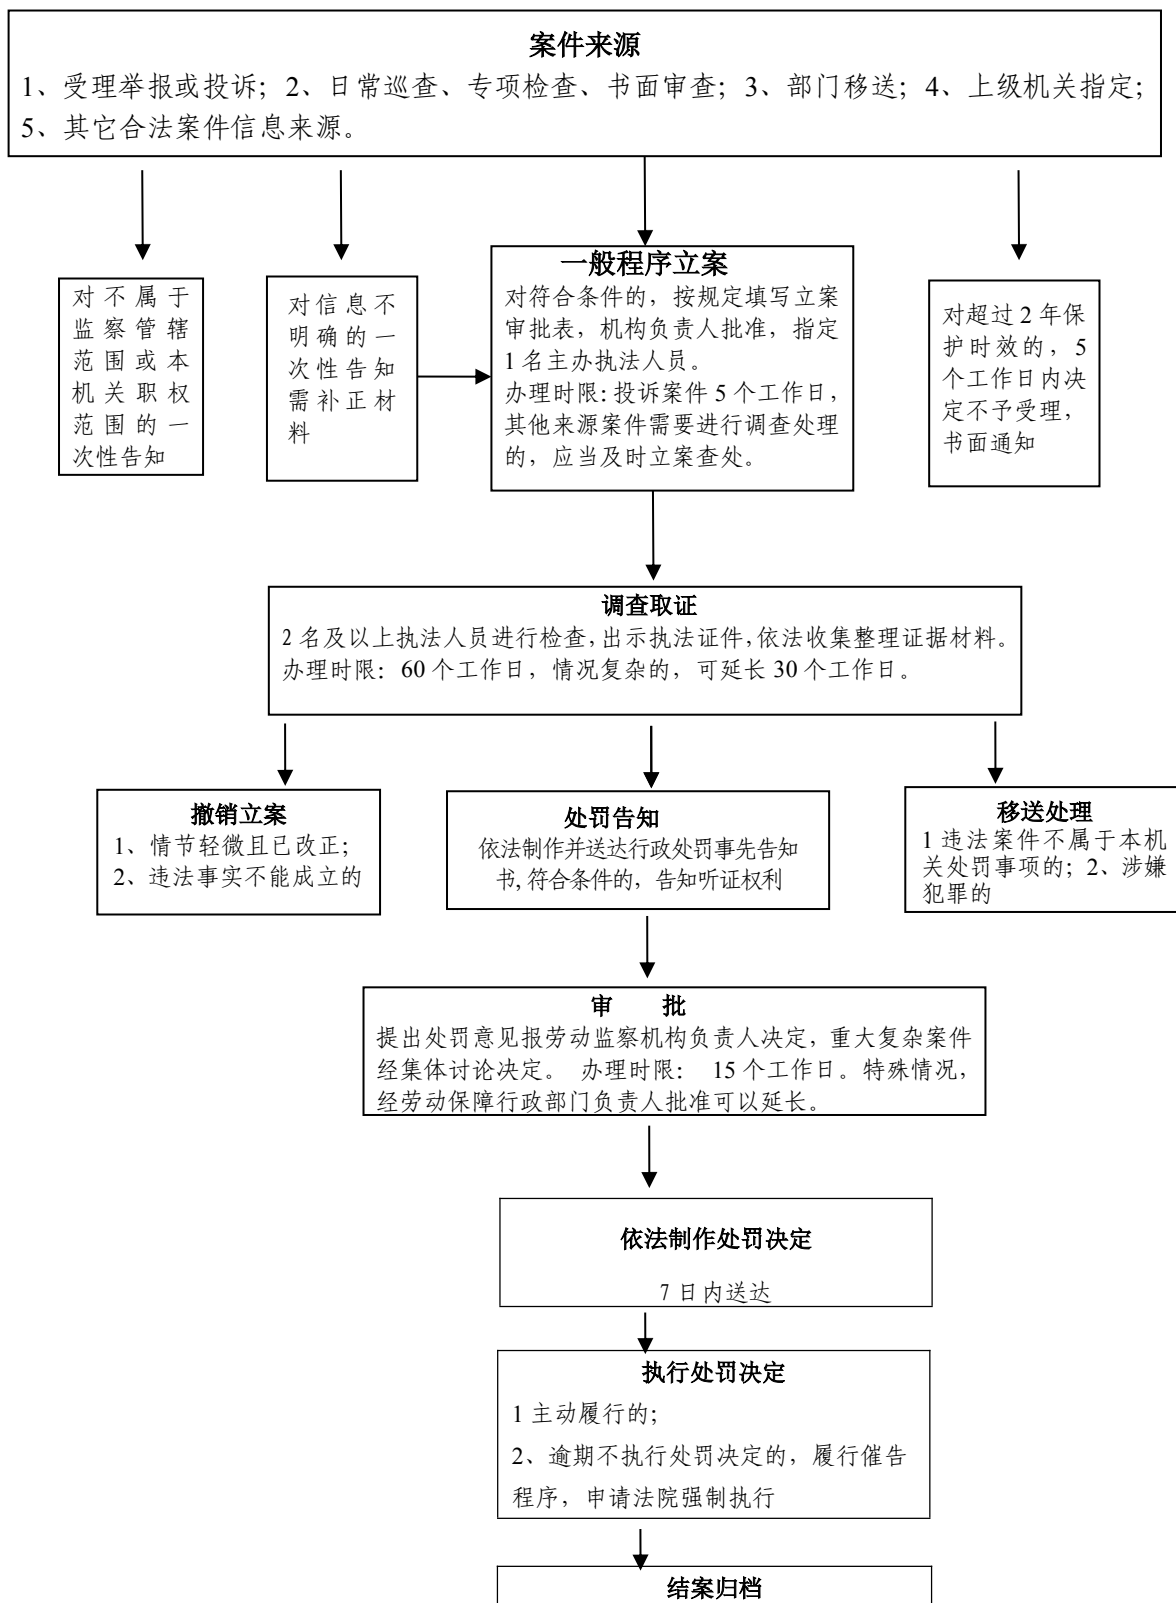 案件来源
1、受理举报或投诉；2、日常巡查、专项检查、书面审查；3、部门移送；4、上级机关指定；
5、其它合法案件信息来源。
对不属于
监察管辖
范围或本
机关职权
范围的一
次性告知
对信息不
明确的一
次性告知
需补正材
料
一般程序立案
对符合条件的，按规定填写立案
审批表，机构负责人批准，指定
1名主办执法人员。
办理时限：投诉案件5个工作日，
其他来源案件需要进行调查处理
的，应当及时立案查处。
对超过2年保
护时效的，5
个工作日内决
定不予受理，
书面通知
调查取证
2名及以上执法人员进行检查，出示执法证件，依法收集整理证据材料。
办理时限：60个工作日，情况复杂的，可延长30个工作日。
撤销立案
1、情节轻微且已改正；
2、违法事实不能成立的
处罚告知
依法制作并送达行政处罚事先告知
书，符合条件的，告知听证权利
移送处理
1违法案件不属于本机
关处罚事项的；2、涉嫌
犯罪的
审 批
提出处罚意见报劳动监察机构负责人决定，重大复杂案件
经集体讨论决定。 办理时限： 15个工作日。特殊情况，
经劳动保障行政部门负责人批准可以延长。
依法制作处罚决定
7日内送达
执行处罚决定
1主动履行的；
2、逾期不执行处罚决定的，履行催告
程序，申请法院强制执行
结案归档